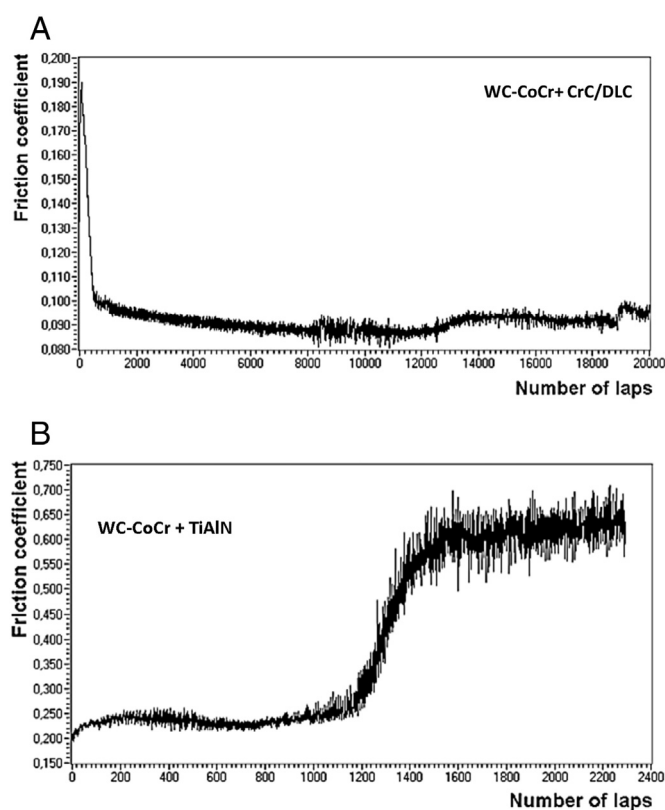 A
Friction coefficient
0,200
0,190
0,180
0,170
0,160
0,150
0,140
0,130
0,120
0,110
0,100
0,090
0,080
WC-CoCr+ CrC/DLC
0 2000 4000 6000 8000 10000 12000 14000 16000 18000 20000
Number of laps
B
Friction coefficient
0,750
0,700
0,650
0,600
0,550
0,500
0,450
0,400
0,350
0,300
0,250
0,200
0,150
WC-CoCr + TiAlN
0 200 400 600 800 1000 1200 1400 1600 1800 2000 2200 2400
Number of laps